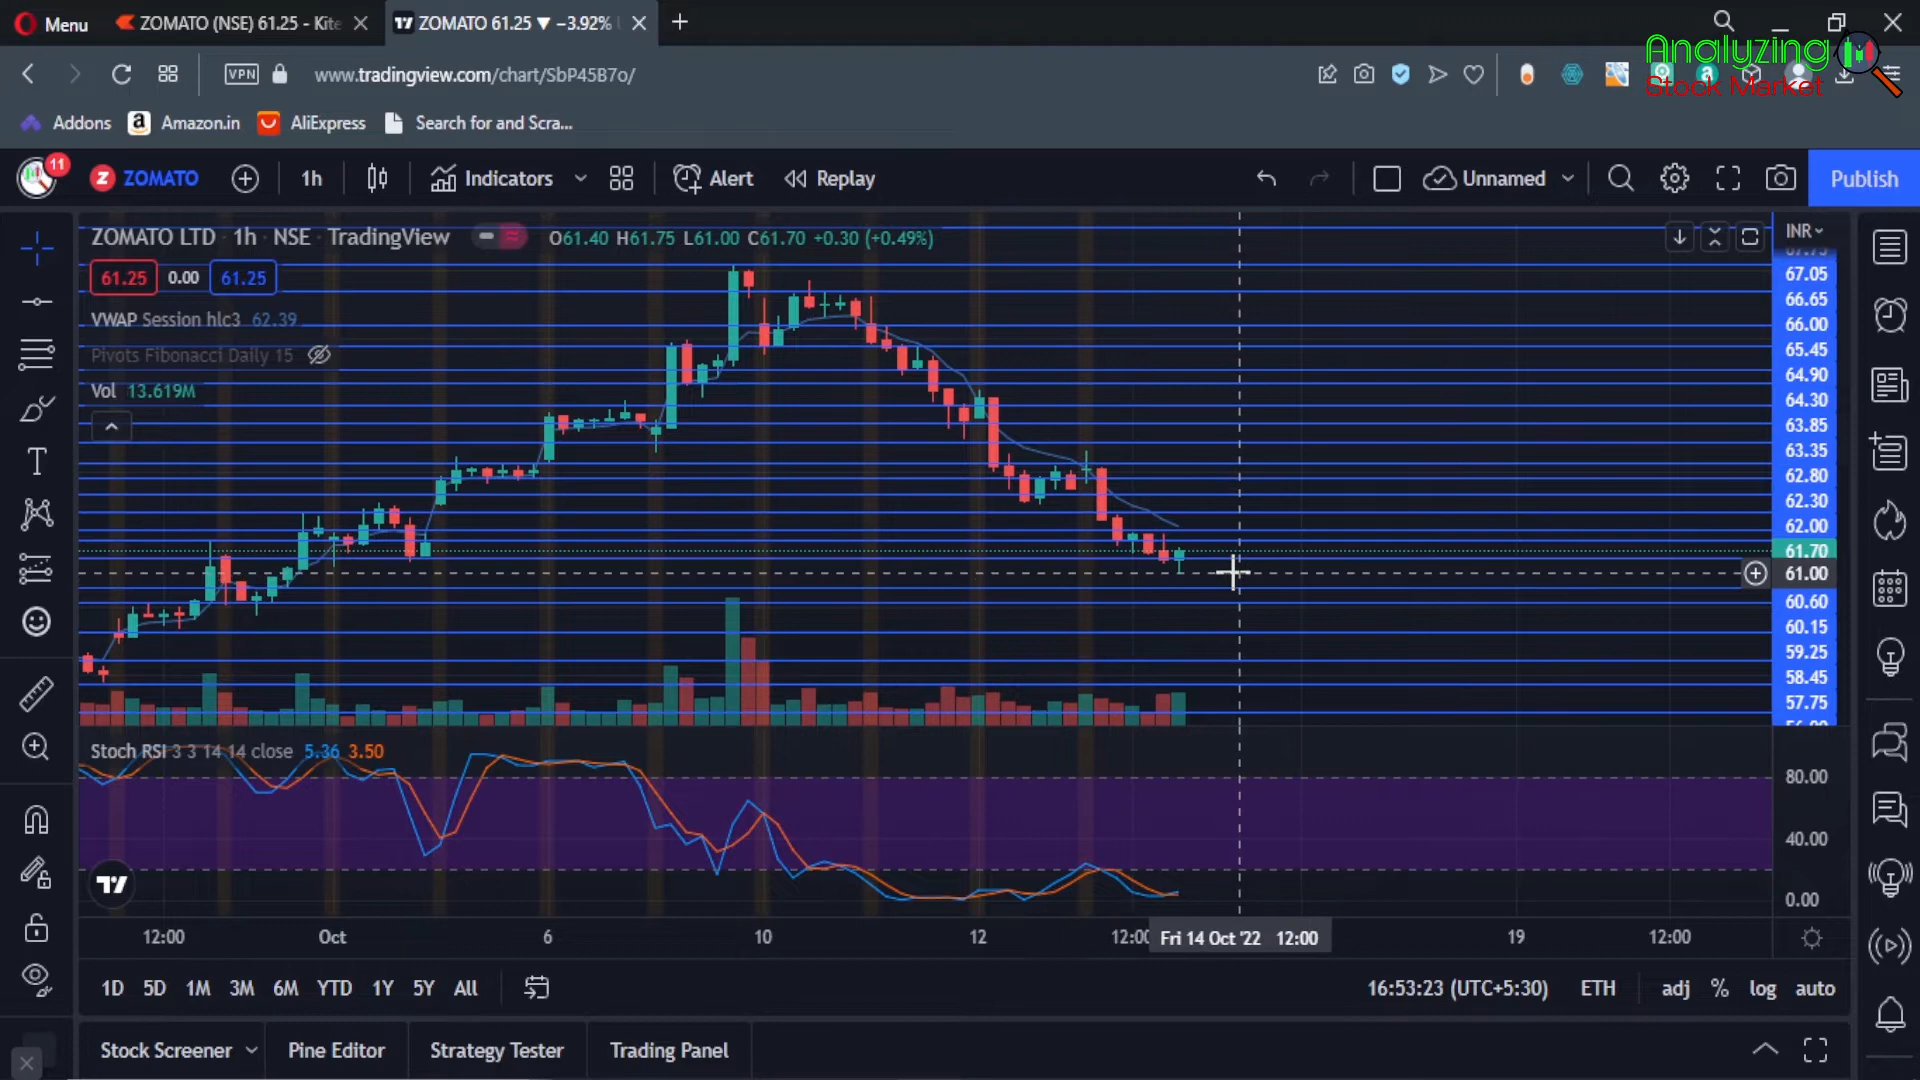 Menu
ZOMATO (NSE) 61.25 - Kite
ZOMATO 61.25 ▼ −3.92%
Analyzing
Stock Market
VPN
www.tradingview.com/chart/SbP45B7o/
Addons
Amazon.in
AliExpress
Search for and Scra...
11
ZOMATO
1h
Indicators
Alert
Replay
Unnamed
Publish
ZOMATO LTD · 1h · NSE · TradingView
O61.40 H61.75 L61.00 C61.70 +0.30 (+0.49%)
INR
61.25
0.00
61.25
VWAP Session hlc3 62.39
Pivots Fibonacci Daily 15
Vol 13.619M
67.75
67.05
66.65
66.00
65.45
64.90
64.30
63.85
63.35
62.80
62.30
62.00
61.70
61.00
60.60
60.15
59.25
58.45
57.75
Stoch RSI 3 3 14 14 close 5.36 3.50
80.00
40.00
0.00
12:00
Oct
6
10
12
12:00
Fri 14 Oct '22 12:00
19
12:00
1D
5D
1M
3M
6M
YTD
1Y
5Y
All
16:53:23 (UTC+5:30)
ETH
adj
%
log
auto
Stock Screener
Pine Editor
Strategy Tester
Trading Panel